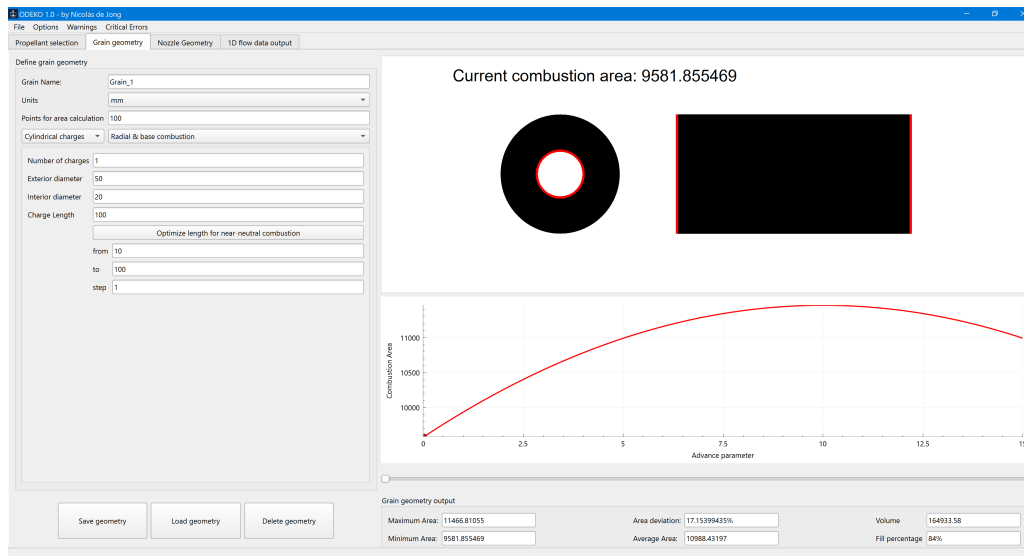 ODEKO 1.0 - by Nicolás de Jong
File Options Warnings Critical Errors
Propellant selection Grain geometry Nozzle Geometry 1D flow data output
Define grain geometry
Grain Name: Grain_1
Units mm
Points for area calculation 100
Cylindrical charges Radial & base combustion
Number of charges 1
Exterior diameter 50
Interior diameter 20
Charge Length 100
Optimize length for near-neutral combustion
from 10
to 100
step 1
Save geometry Load geometry Delete geometry
Current combustion area: 9581.855469
Combustion Area
11000
10500
10000
0 2.5 5 7.5 10 12.5 15
Advance parameter
Grain geometry output
Maximum Area: 11466.81055 Area deviation: 17.15399435% Volume 164933.58
Minimum Area: 9581.855469 Average Area: 10988.43197 Fill percentage 84%